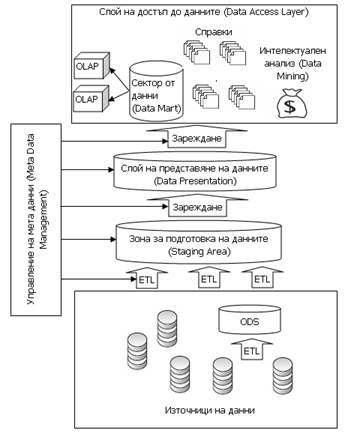 Слой на достъп до данните (Data Access Layer)
Справки
OLAP
OLAP
Сектор от
данни
(Data Mart)
Интелектуален
анализ (Data
Mining)
$
Зареждане
Слой на представяне на данните
(Data Presentation)
Зареждане
Зона за подготовка на данните
(Staging Area)
Управление на мета данни (Meta Data
Management)
ETL
ETL
ETL
ODS
ETL
Източници на данни